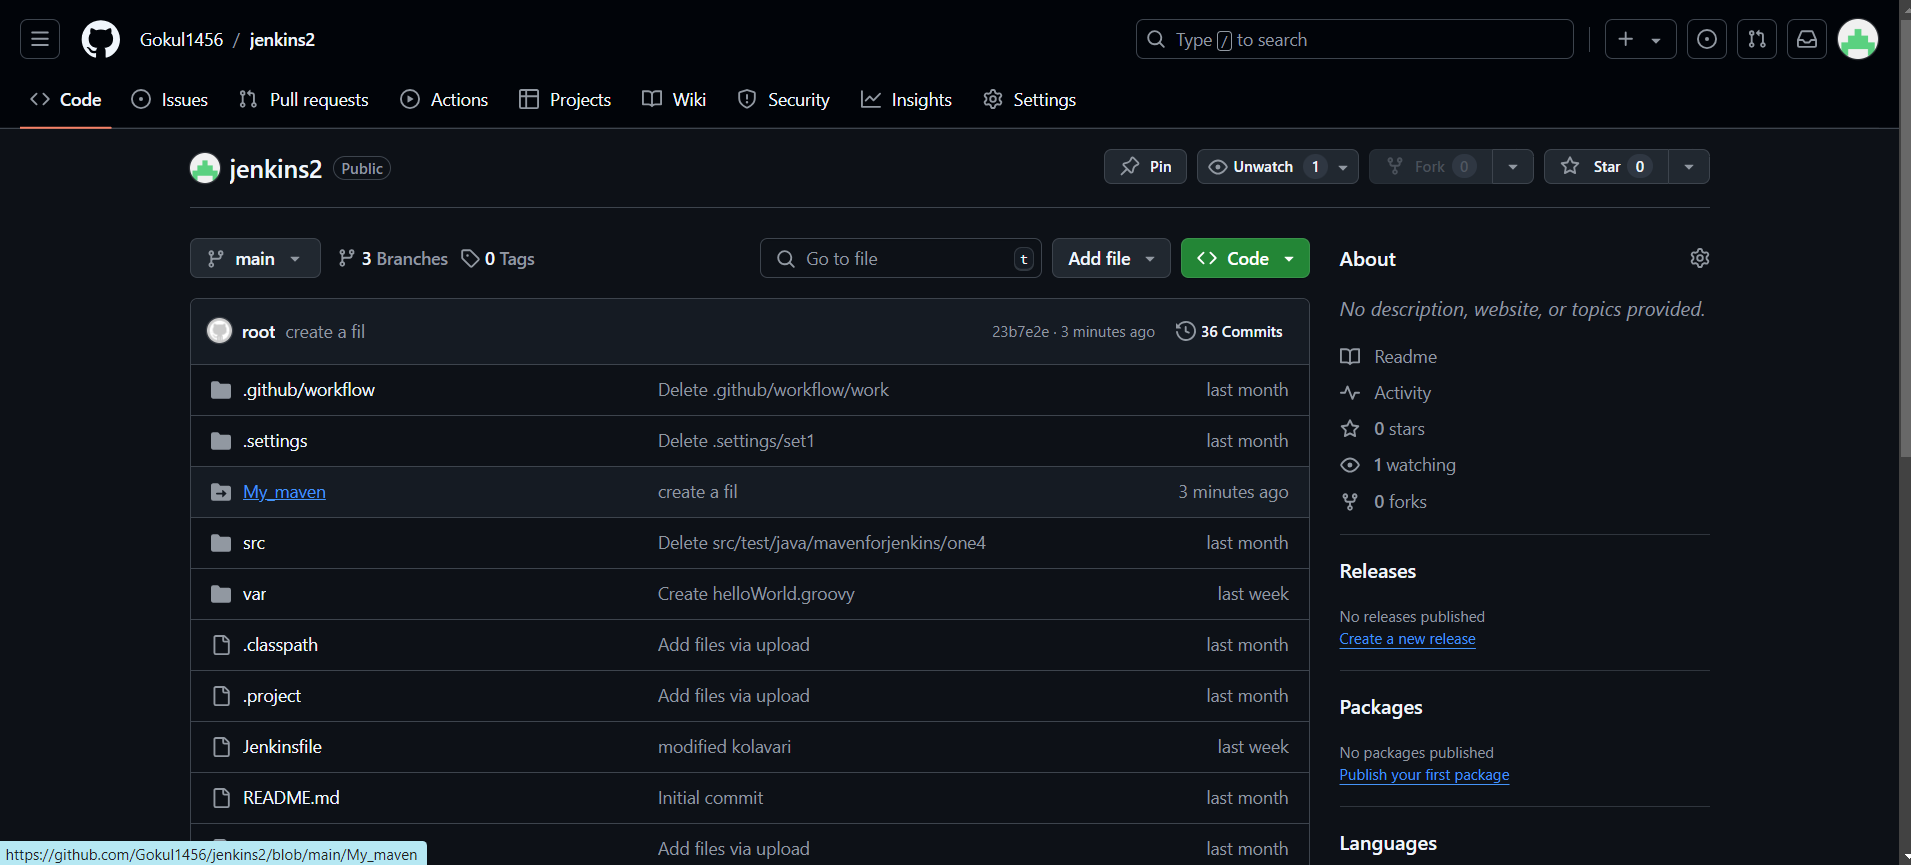 Gokul1456 / jenkins2
Type / to search
Code Issues Pull requests Actions Projects Wiki Security Insights Settings
jenkins2 Public
Pin Unwatch 1 Fork 0 Star 0
main 3 Branches 0 Tags
Go to file t Add file Code
root create a fil 23b7e2e · 3 minutes ago 36 Commits
.github/workflow Delete .github/workflow/work last month
.settings Delete .settings/set1 last month
My_maven create a fil 3 minutes ago
src Delete src/test/java/mavenforjenkins/one4 last month
var Create helloWorld.groovy last week
.classpath Add files via upload last month
.project Add files via upload last month
Jenkinsfile modified kolavari last week
README.md Initial commit last month
Add files via upload last month
About
No description, website, or topics provided.
Readme
Activity
0 stars
1 watching
0 forks
Releases
No releases published
Create a new release
Packages
No packages published
Publish your first package
Languages
https://github.com/Gokul1456/jenkins2/blob/main/My_maven